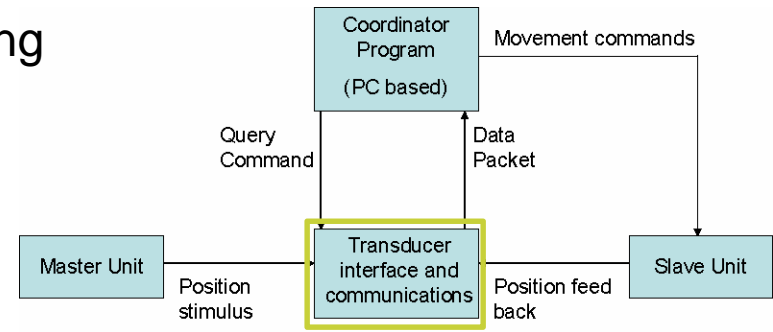 ng
Coordinator
Program
(PC based)
Movement commands
Query
Command
Data
Packet
Master Unit
Position
stimulus
Transducer
interface and
communications
Position feed
back
Slave Unit